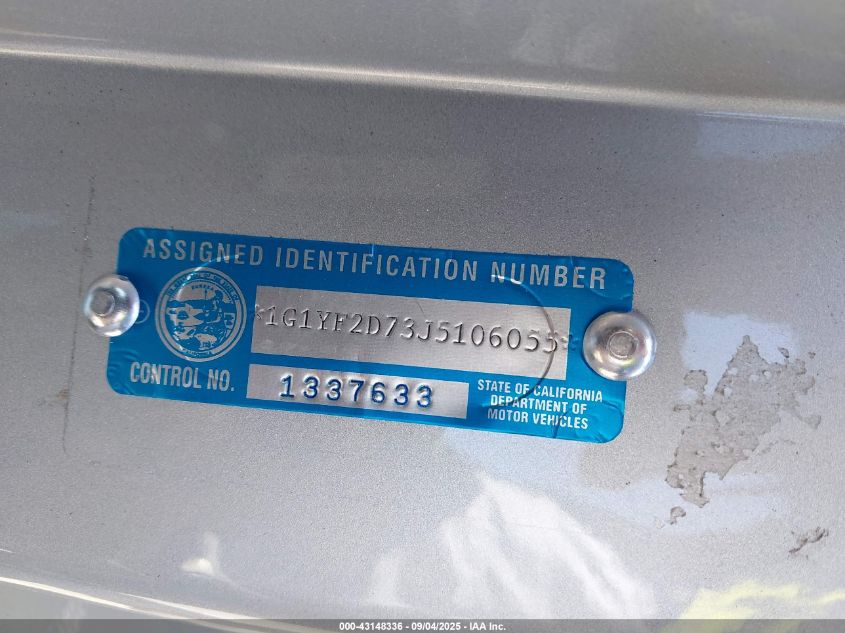 ASSIGNED IDENTIFICATION NUMBER
*1G1YF2D73J5106055*
CONTROL NO.
1337633
STATE OF CALIFORNIA
DEPARTMENT OF
MOTOR VEHICLES
000-43148336 - 09/04/2025 - IAA Inc.